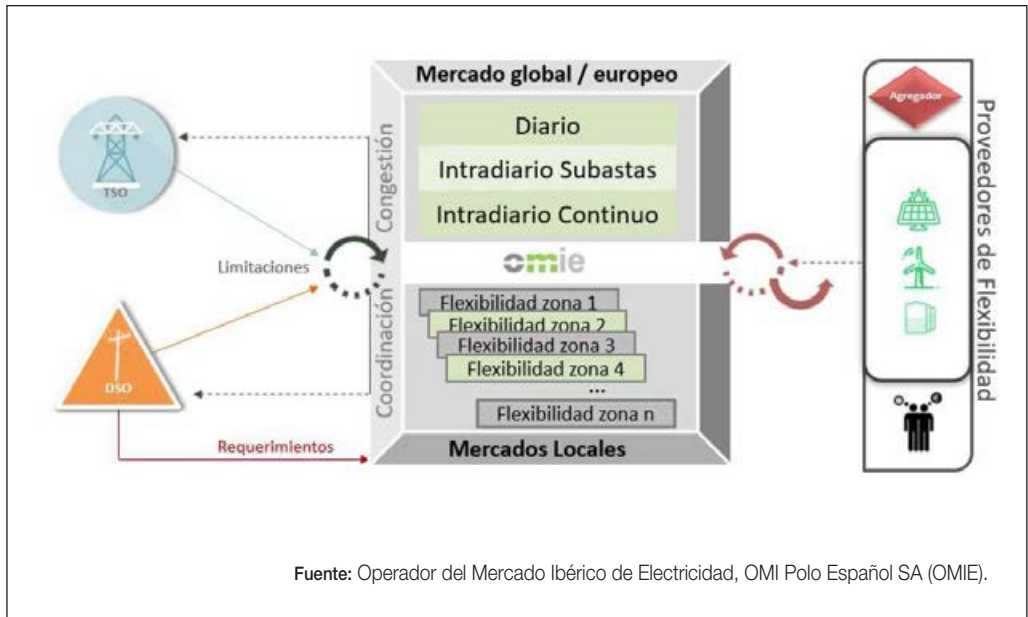 Mercado global / europeo
Diario
Intradiario Subastas
Intradiario Continuo
Congestión
omie
Coordinación
Flexibilidad zona 1
Flexibilidad zona 2
Flexibilidad zona 3
Flexibilidad zona 4
...
Flexibilidad zona n
Mercados Locales
TSO
Limitaciones
DSO
Requerimientos
Agregador
Proveedores de Flexibilidad
Fuente: Operador del Mercado Ibérico de Electricidad, OMI Polo Español SA (OMIE).